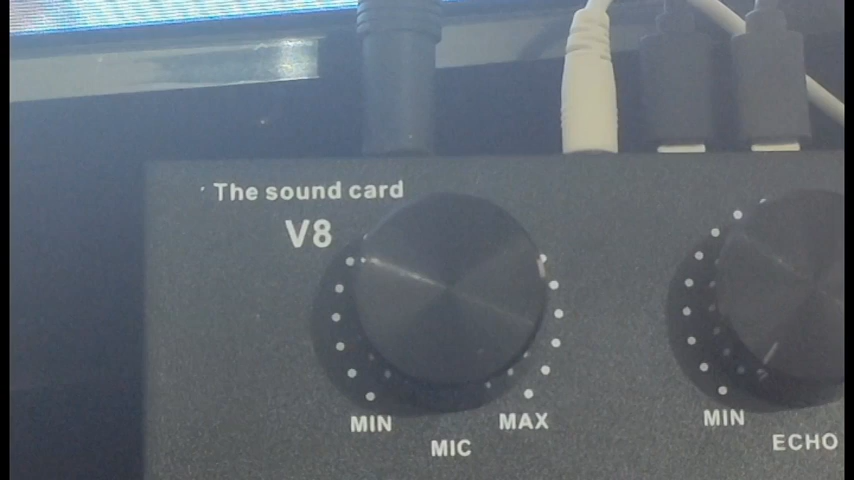 The sound card
V8
MIN
MAX
MIC
MIN
ECHO